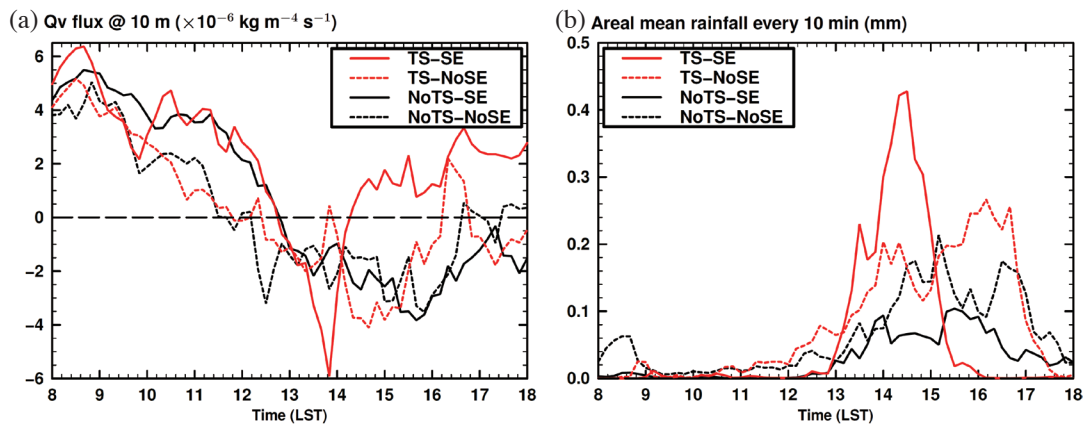 (a) Qv flux @ 10 m (×10⁻⁶ kg m⁻⁴ s⁻¹)
6
4
2
0
−2
−4
−6
TS−SE
TS−NoSE
NoTS−SE
NoTS−NoSE
8 9 10 11 12 13 14 15 16 17 18
Time (LST)
(b) Areal mean rainfall every 10 min (mm)
0.5
0.4
0.3
0.2
0.1
0.0
TS−SE
TS−NoSE
NoTS−SE
NoTS−NoSE
8 9 10 11 12 13 14 15 16 17 18
Time (LST)